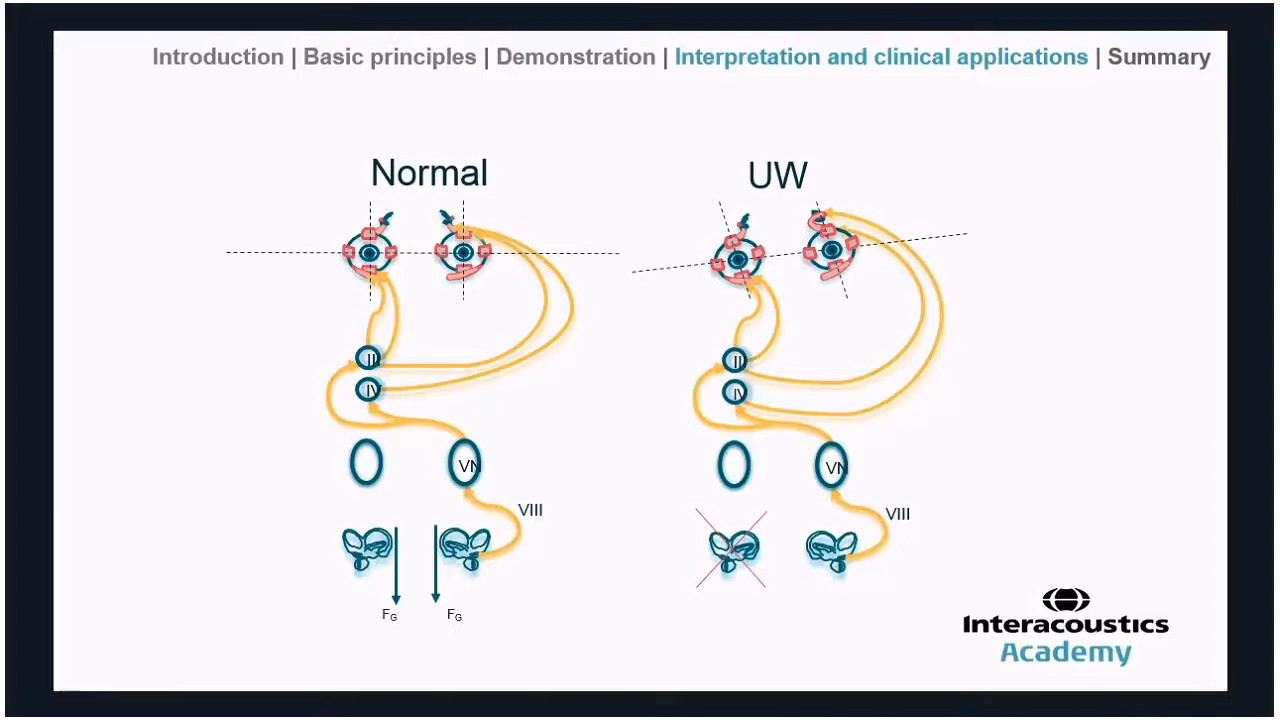 Introduction | Basic principles | Demonstration | Interpretation and clinical applications | Summary
Normal
UW
III
IV
VN
VIII
FG
FG
III
IV
VN
VIII
Interacoustics
Academy